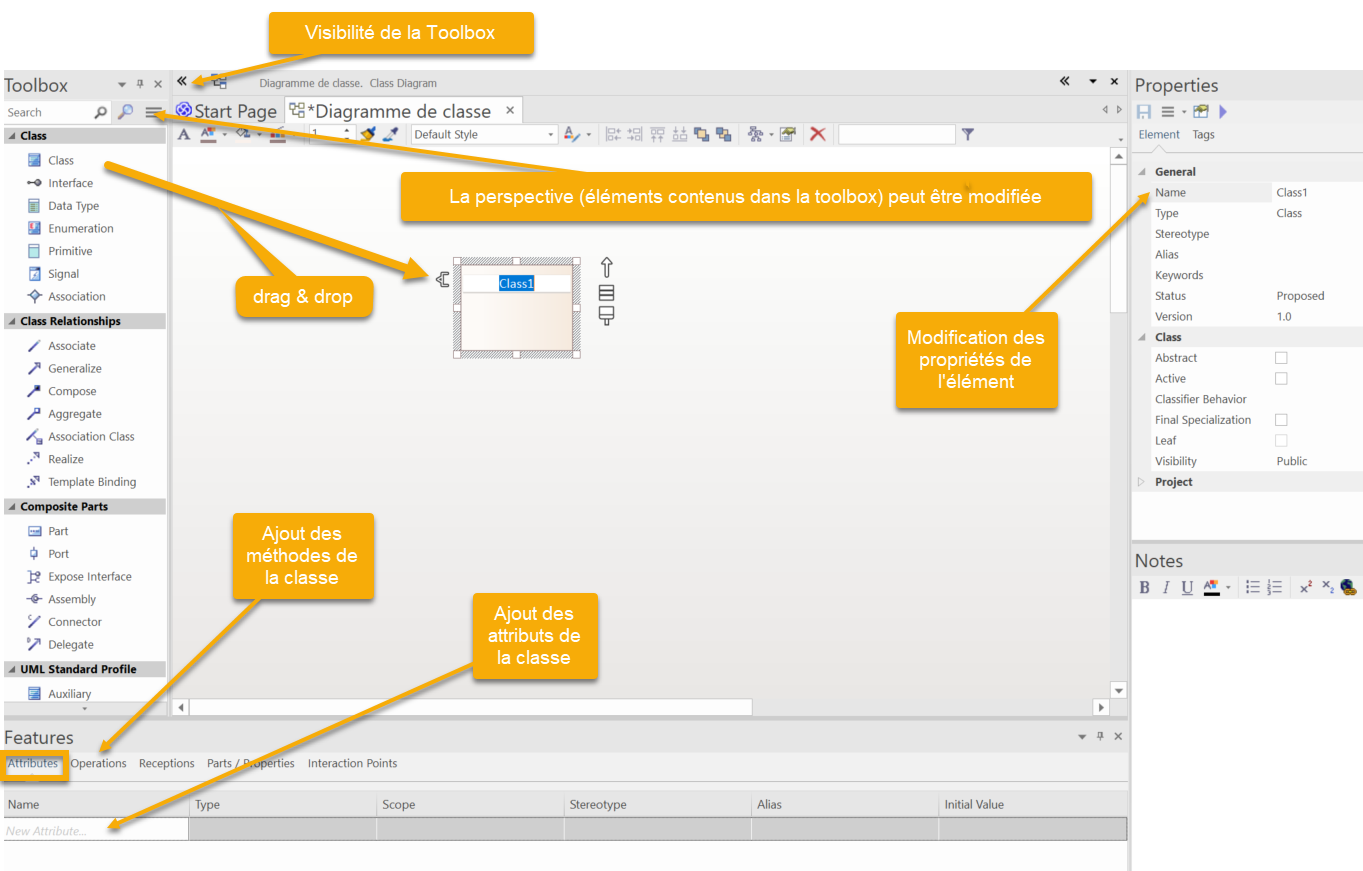 Visibilité de la Toolbox
Toolbox
Diagramme de classe. Class Diagram
Properties
Search
Start Page
*Diagramme de classe
1
Default Style
Element Tags
Class
Class
Interface
Data Type
Enumeration
Primitive
Signal
Association
Class Relationships
Associate
Generalize
Compose
Aggregate
Association Class
Realize
Template Binding
Composite Parts
Part
Port
Expose Interface
Assembly
Connector
Delegate
UML Standard Profile
Auxiliary
La perspective (éléments contenus dans la toolbox) peut être modifiée
drag & drop
Class1
Modification des
propriétés de
l'élément
General
Name Class1
Type Class
Stereotype
Alias
Keywords
Status Proposed
Version 1.0
Class
Abstract
Active
Classifier Behavior
Final Specialization
Leaf
Visibility Public
Project
Notes
B I U A x² x₂
Ajout des
méthodes de
la classe
Ajout des
attributs de
la classe
Features
Attributes Operations Receptions Parts / Properties Interaction Points
Name Type Scope Stereotype Alias Initial Value
New Attribute...